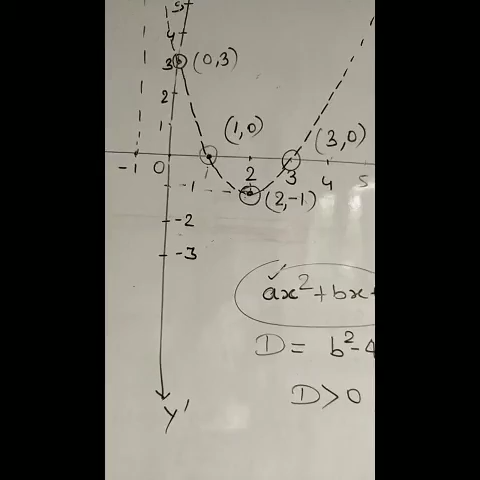 5
4
3 (0,3)
2
1 (1,0) (3,0)
-1 0 2 3 4 5
-1 (2,-1)
-2
-3
ax²+bx+
D = b²-4
D>0
Y'